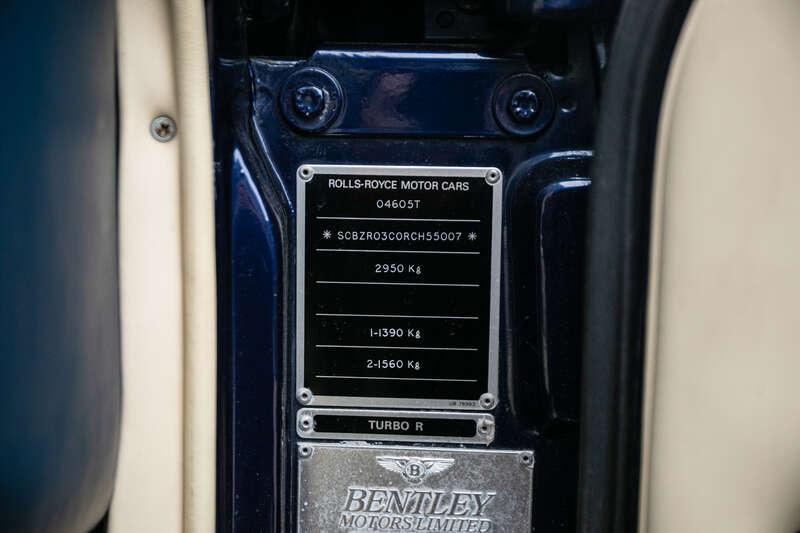 ROLLS-ROYCE MOTOR CARS
04605T
* SCBZR03C0RCH55007 *
2950 Kg
1-1390 Kg
2-1560 Kg
TURBO R
B
BENTLEY
MOTORS LIMITED